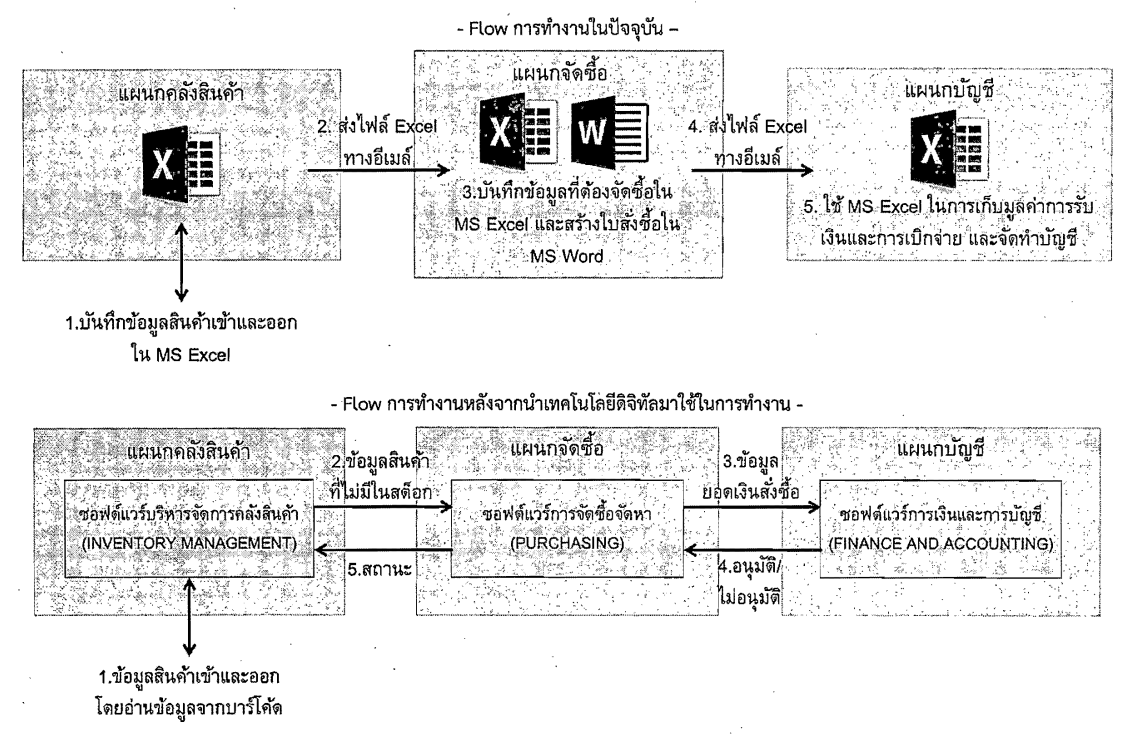 - Flow การทำงานในปัจจุบัน –
แผนกคลังสินค้า
X
2. ส่งไฟล์ Excel
ทางอีเมล์
1.บันทึกข้อมูลสินค้าเข้าและออก
ใน MS Excel
แผนกจัดซื้อ
X
W
3.บันทึกข้อมูลที่ต้องจัดซื้อใน
MS Excel และสร้างใบสั่งซื้อใน
MS Word
4. ส่งไฟล์ Excel
ทางอีเมล์
แผนกบัญชี
X
5. ใช้ MS Excel ในการเก็บมูลค่าการรับ
เงินและการเบิกจ่าย และจัดทำบัญชี
- Flow การทำงานหลังจากนำเทคโนโลยีดิจิทัลมาใช้ในการทำงาน -
แผนกคลังสินค้า
ซอฟต์แวร์บริหารจัดการคลังสินค้า
(INVENTORY MANAGEMENT)
1.ข้อมูลสินค้าเข้าและออก
โดยอ่านข้อมูลจากบาร์โค้ด
2.ข้อมูลสินค้า
ที่ไม่มีในสต็อก
5.สถานะ
แผนกจัดซื้อ
ซอฟต์แวร์การจัดซื้อจัดหา
(PURCHASING)
3.ข้อมูล
ยอดเงินสั่งซื้อ
4.อนุมัติ/
ไม่อนุมัติ
แผนกบัญชี
ซอฟต์แวร์การเงินและการบัญชี
(FINANCE AND ACCOUNTING)